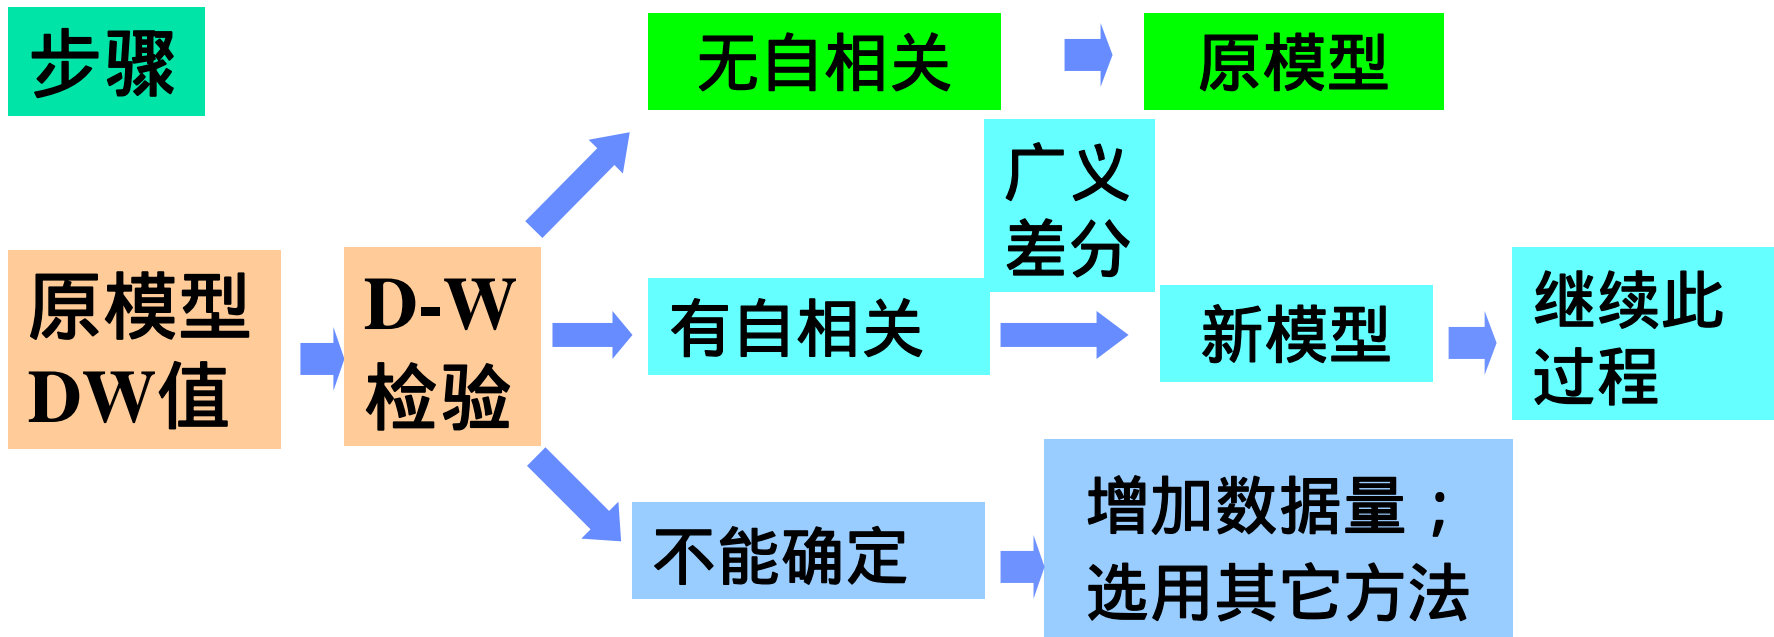 步骤
无自相关
原模型
广义
差分
原模型
DW值
D-W
检验
有自相关
新模型
继续此
过程
不能确定
增加数据量；
选用其它方法